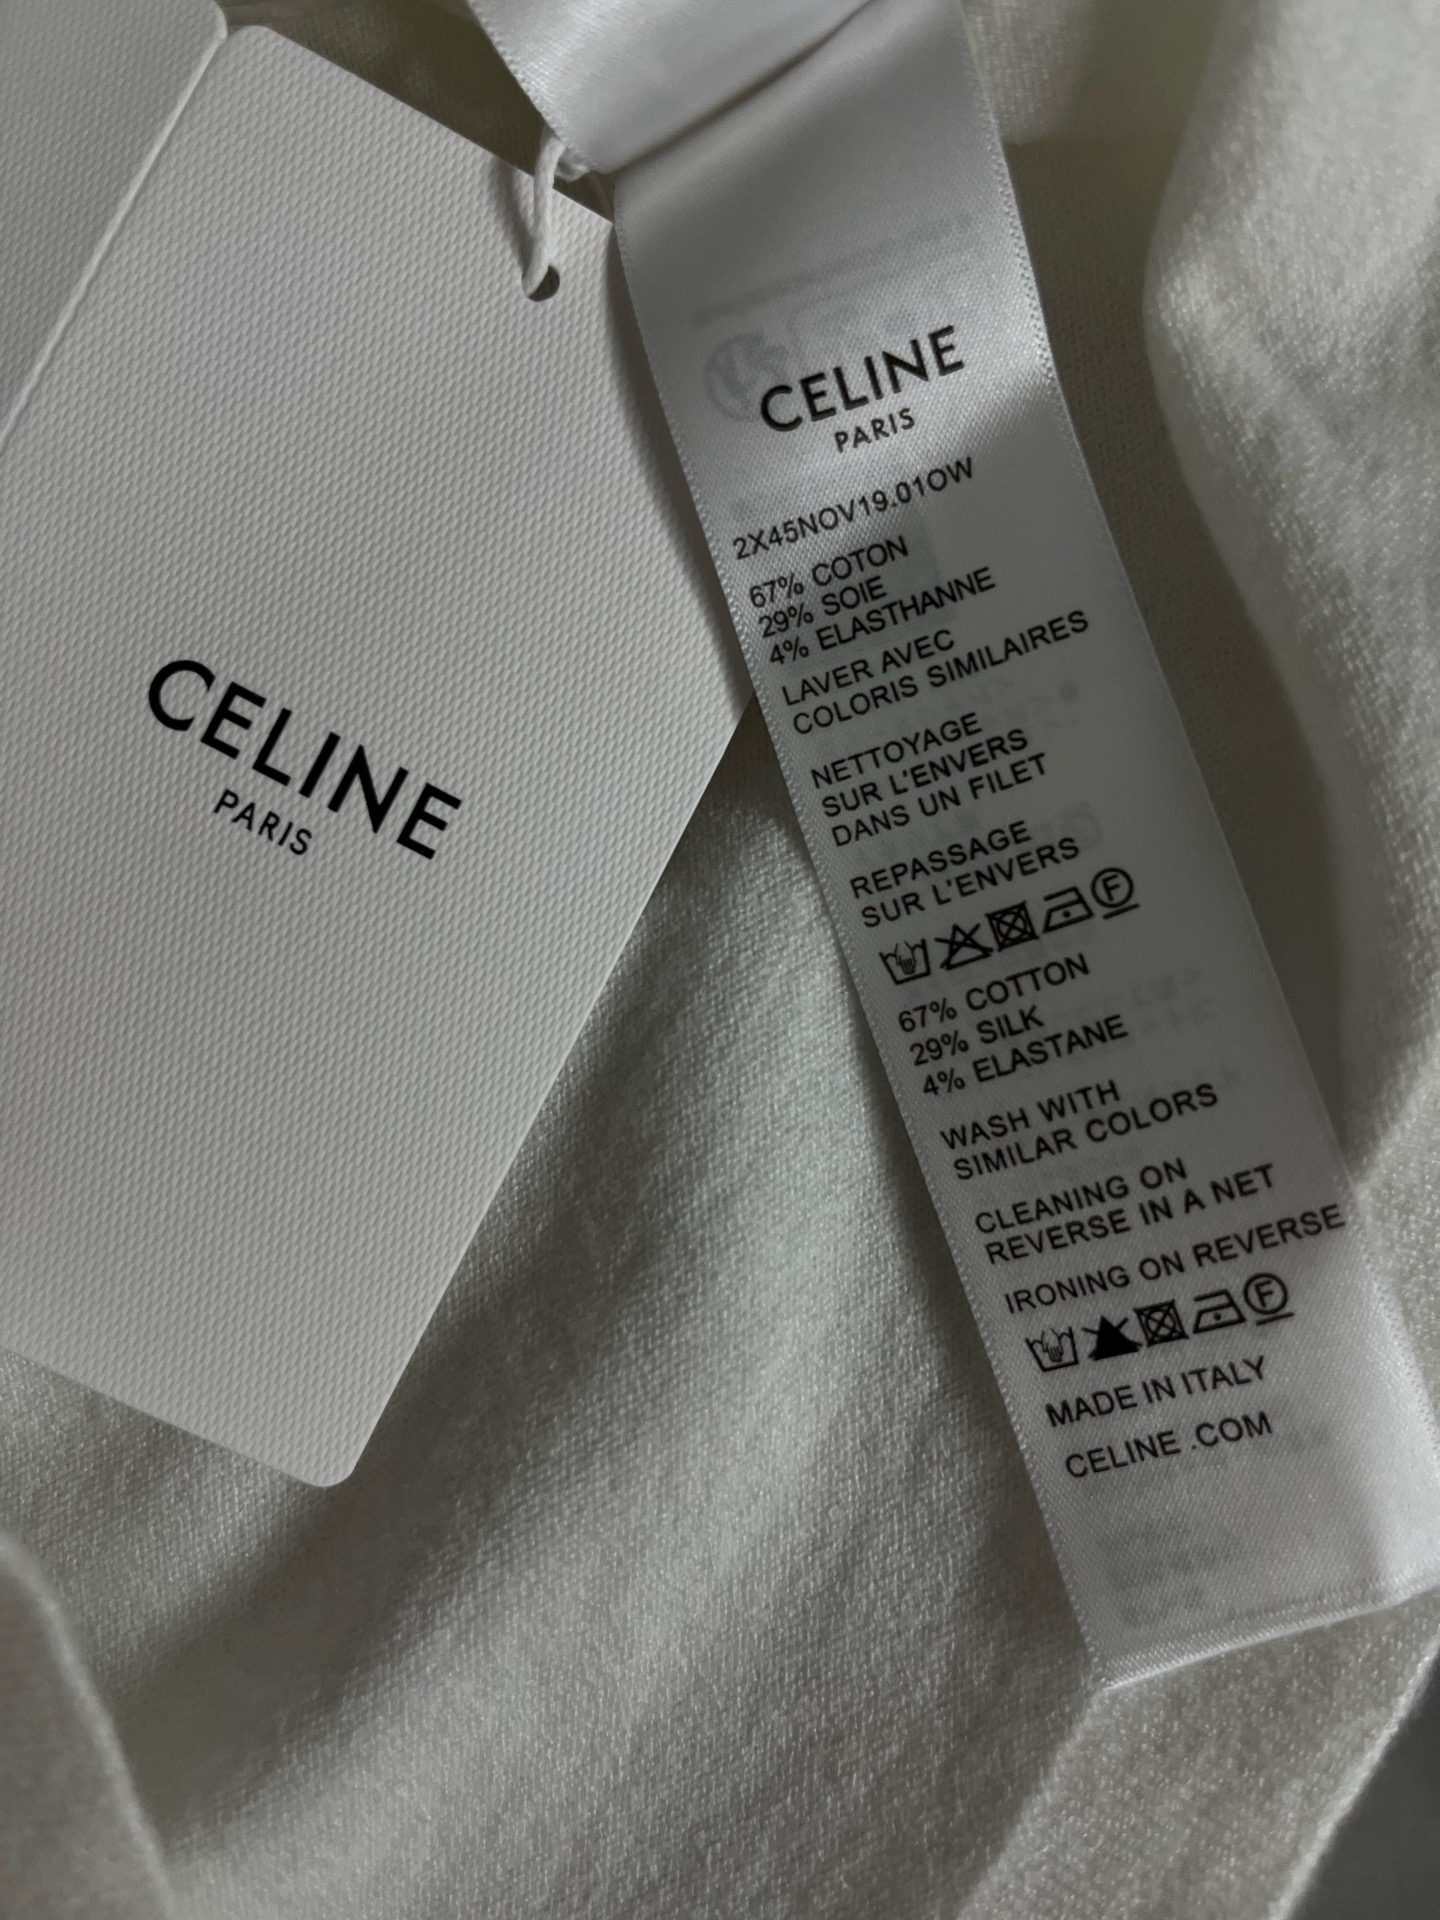 CELINE
PARIS
CELINE
PARIS
2X45NOV19.01OW
67% COTON
29% SOIE
4% ELASTHANNE
LAVER AVEC
COLORIS SIMILAIRES
NETTOYAGE
SUR L'ENVERS
DANS UN FILET
REPASSAGE
SUR L'ENVERS
F
67% COTTON
29% SILK
4% ELASTANE
WASH WITH
SIMILAR COLORS
CLEANING ON
REVERSE IN A NET
IRONING ON REVERSE
F
MADE IN ITALY
CELINE .COM